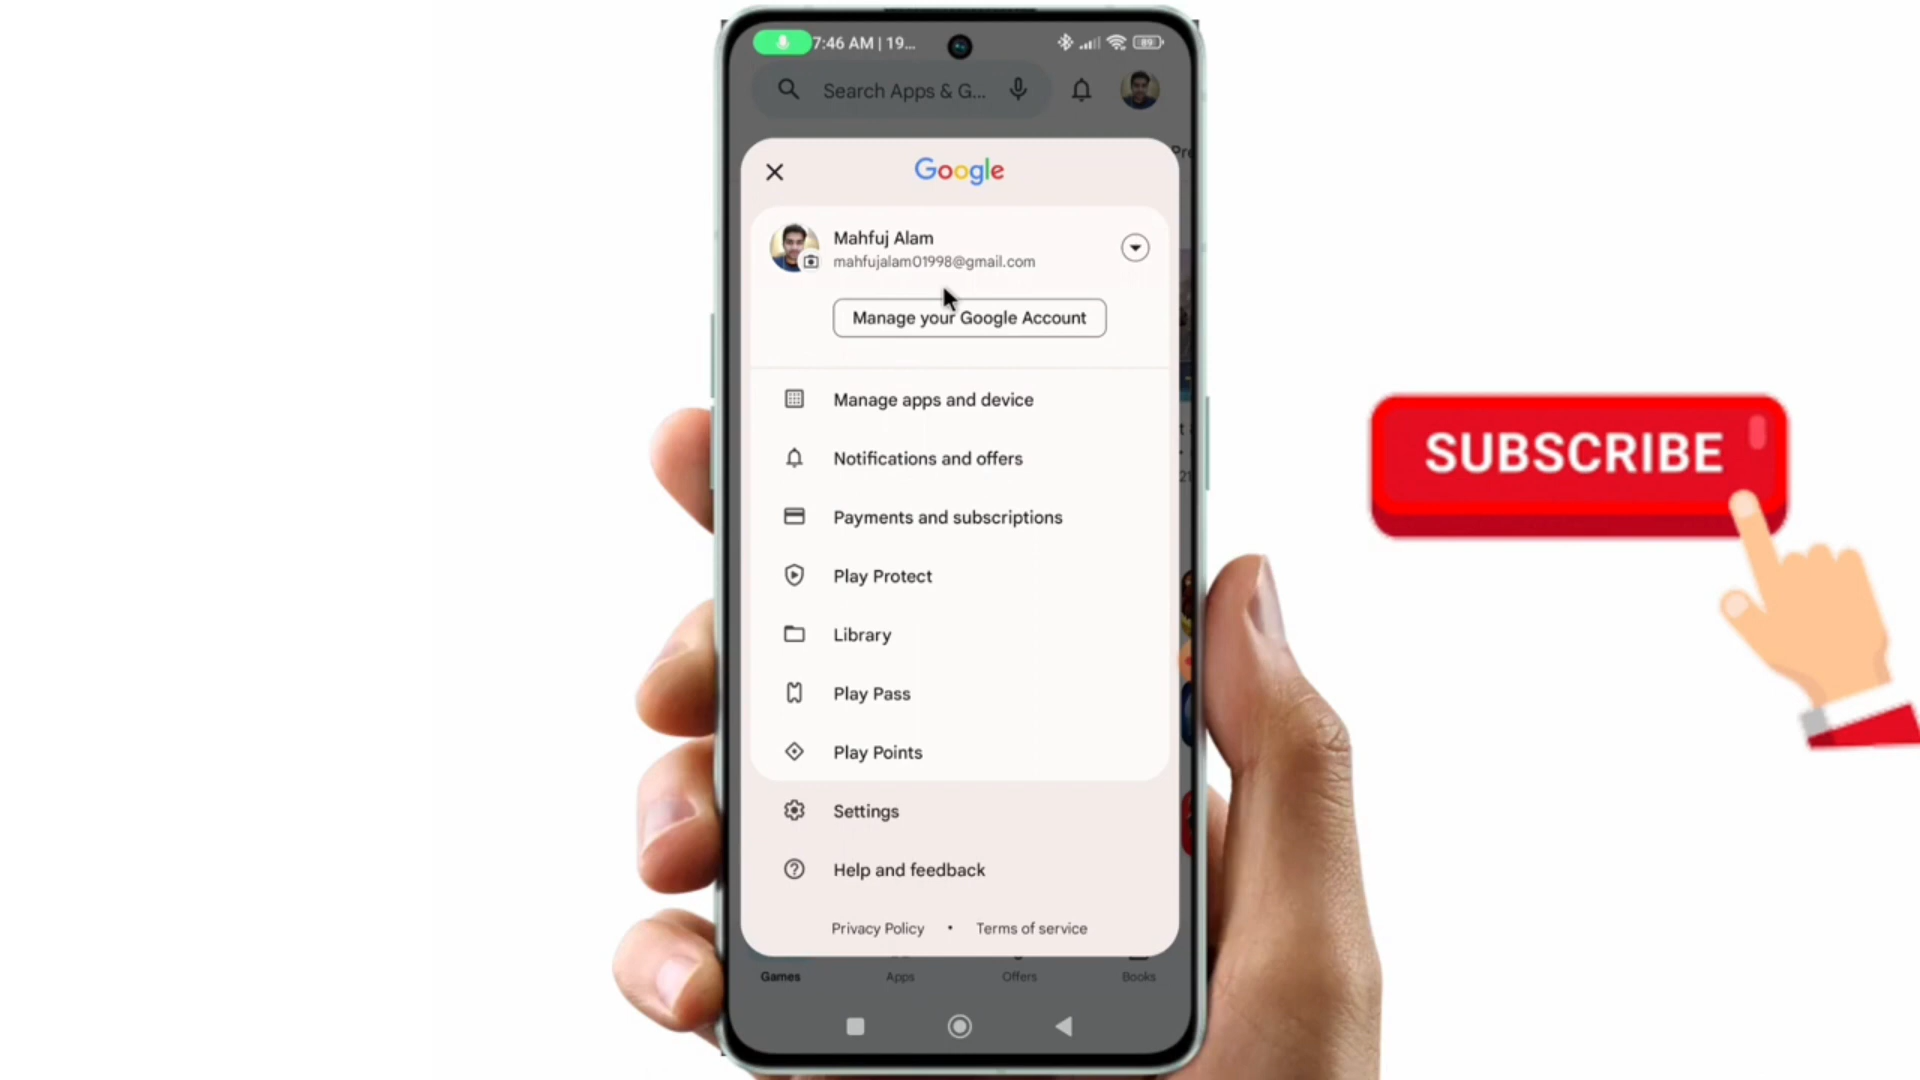 7:46 AM | 19...
89
Search Apps & G...
Google
Mahfuj Alam
mahfujalam01998@gmail.com
Manage your Google Account
Manage apps and device
Notifications and offers
Payments and subscriptions
Play Protect
Library
Play Pass
Play Points
Settings
Help and feedback
Privacy Policy • Terms of service
Games Apps Offers Books
SUBSCRIBE